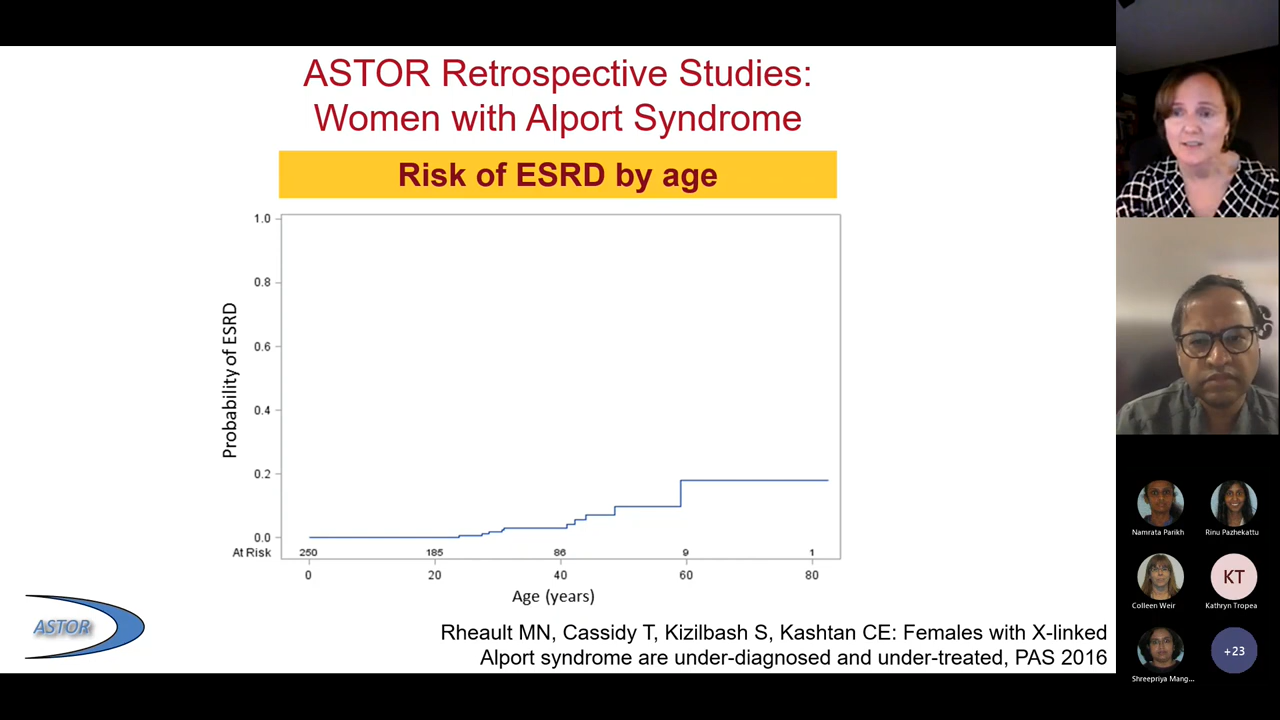 ASTOR Retrospective Studies:
Women with Alport Syndrome
Risk of ESRD by age
Probability of ESRD
1.0
0.8
0.6
0.4
0.2
0.0
At Risk 250 185 86 9 1
0 20 40 60 80
Age (years)
ASTOR
Rheault MN, Cassidy T, Kizilbash S, Kashtan CE: Females with X-linked
Alport syndrome are under-diagnosed and under-treated, PAS 2016
Namrata Parikh
Rinu Pazhekattu
Colleen Weir
KT
Kathryn Tropea
Shreepriya Mang...
+23